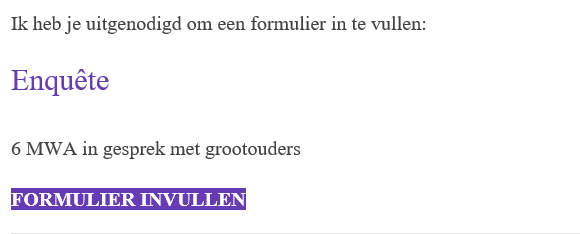 Ik heb je uitgenodigd om een formulier in te vullen:
Enquête
6 MWA in gesprek met grootouders
FORMULIER INVULLEN